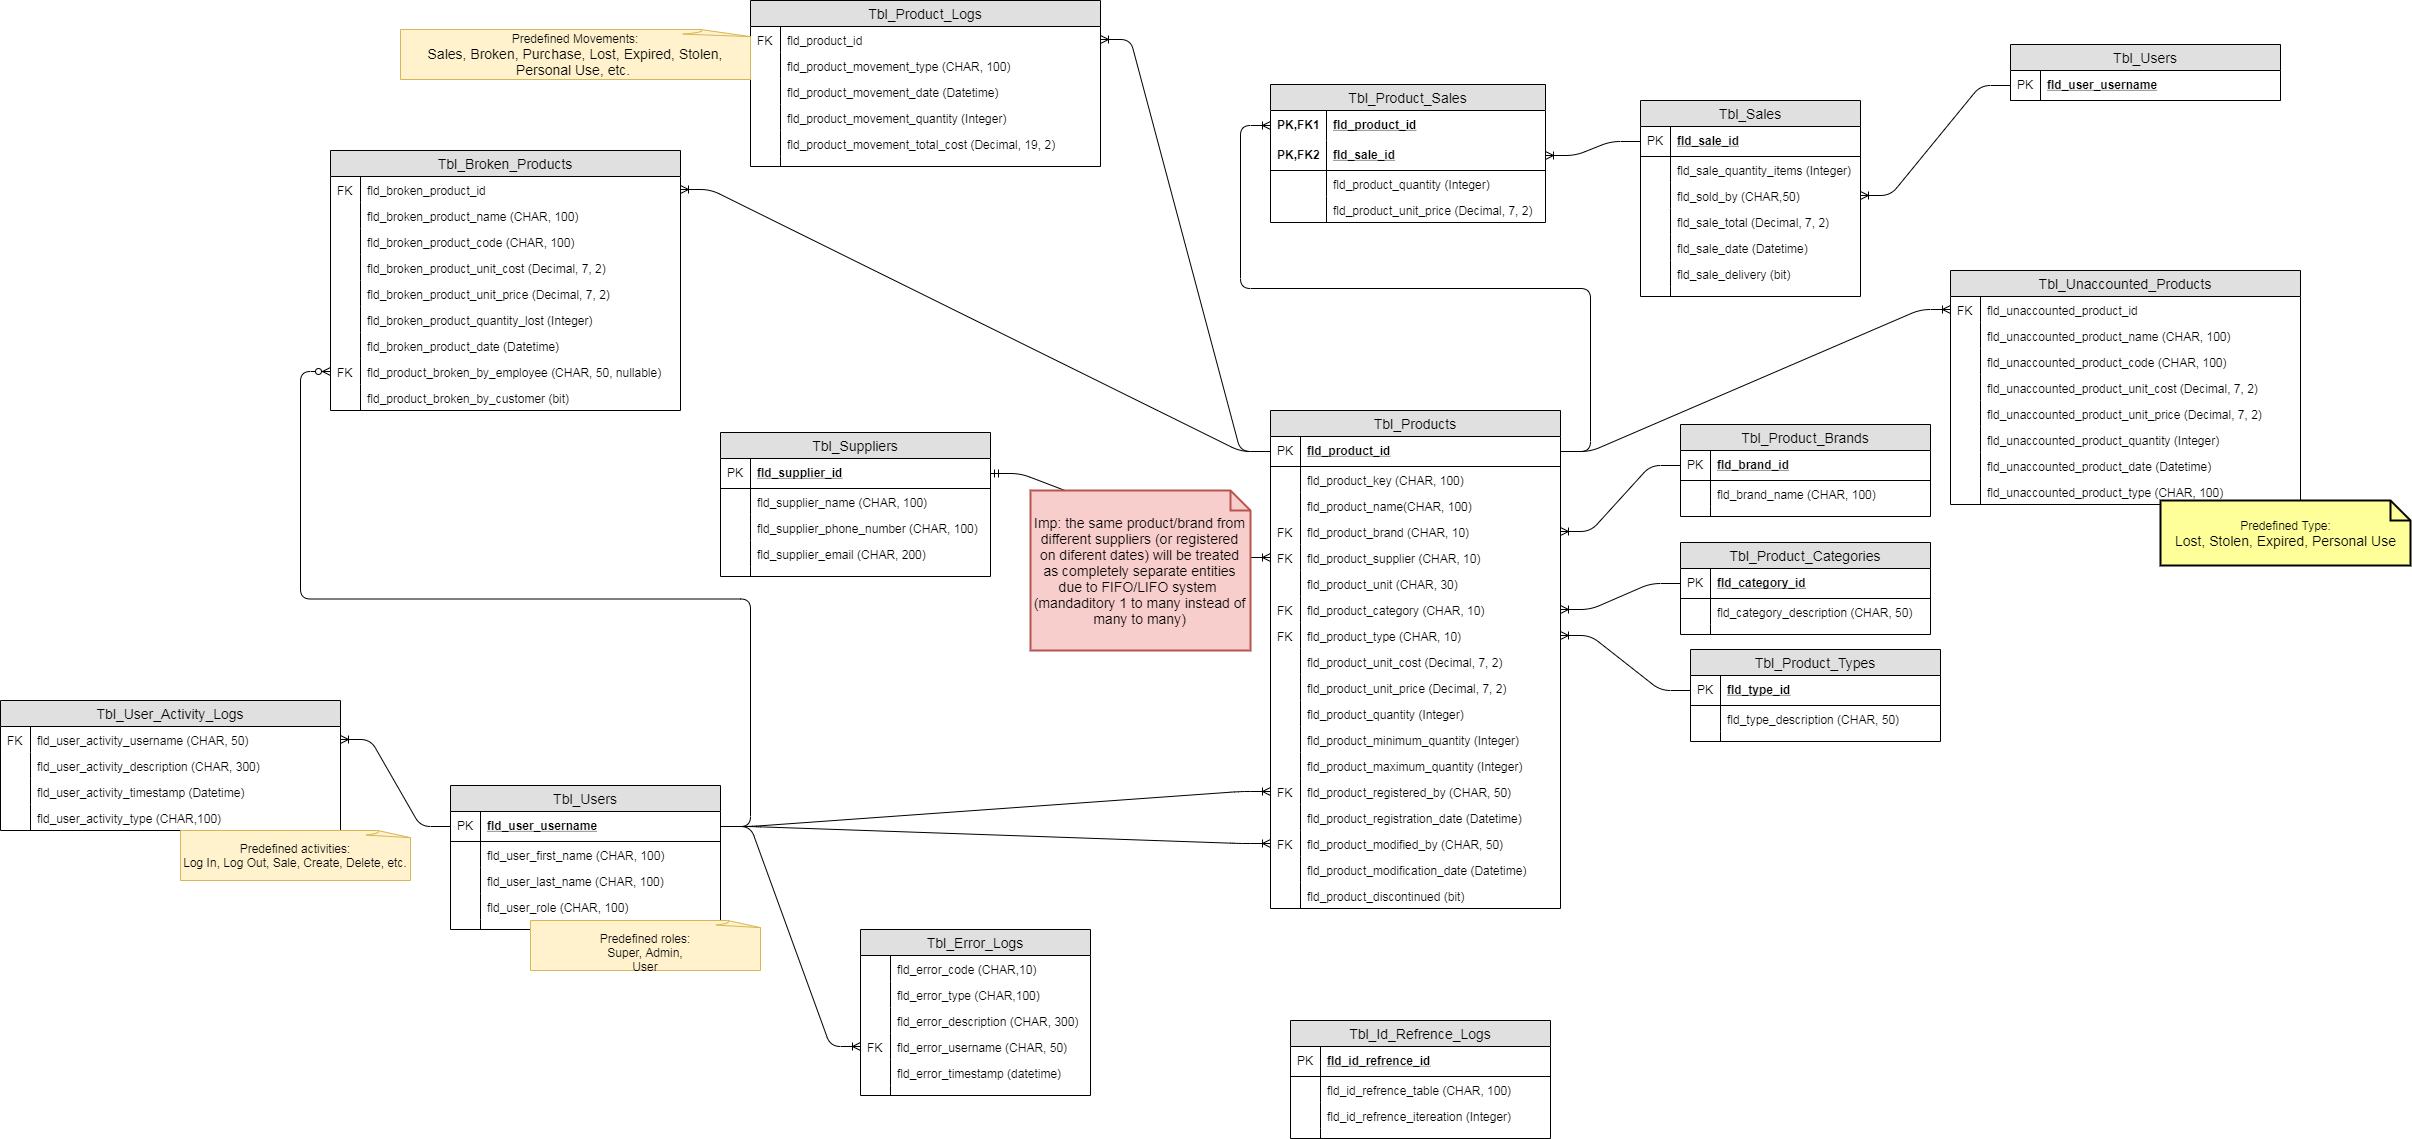 Tbl_Product_Logs
FK fld_product_id
fld_product_movement_type (CHAR, 100)
fld_product_movement_date (Datetime)
fld_product_movement_quantity (Integer)
fld_product_movement_total_cost (Decimal, 19, 2)
Predefined Movements:
Sales, Broken, Purchase, Lost, Expired, Stolen,
Personal Use, etc.
Tbl_Users
PK fld_user_username
Tbl_Product_Sales
PK,FK1 fld_product_id
PK,FK2 fld_sale_id
fld_product_quantity (Integer)
fld_product_unit_price (Decimal, 7, 2)
Tbl_Sales
PK fld_sale_id
fld_sale_quantity_items (Integer)
fld_sold_by (CHAR,50)
fld_sale_total (Decimal, 7, 2)
fld_sale_date (Datetime)
fld_sale_delivery (bit)
Tbl_Broken_Products
FK fld_broken_product_id
fld_broken_product_name (CHAR, 100)
fld_broken_product_code (CHAR, 100)
fld_broken_product_unit_cost (Decimal, 7, 2)
fld_broken_product_unit_price (Decimal, 7, 2)
fld_broken_product_quantity_lost (Integer)
fld_broken_product_date (Datetime)
FK fld_product_broken_by_employee (CHAR, 50, nullable)
fld_product_broken_by_customer (bit)
Tbl_Unaccounted_Products
FK fld_unaccounted_product_id
fld_unaccounted_product_name (CHAR, 100)
fld_unaccounted_product_code (CHAR, 100)
fld_unaccounted_product_unit_cost (Decimal, 7, 2)
fld_unaccounted_product_unit_price (Decimal, 7, 2)
fld_unaccounted_product_quantity (Integer)
fld_unaccounted_product_date (Datetime)
fld_unaccounted_product_type (CHAR, 100)
Predefined Type:
Lost, Stolen, Expired, Personal Use
Tbl_Suppliers
PK fld_supplier_id
fld_supplier_name (CHAR, 100)
fld_supplier_phone_number (CHAR, 100)
fld_supplier_email (CHAR, 200)
Imp: the same product/brand from
different suppliers (or registered
on diferent dates) will be treated
as completely separate entities
due to FIFO/LIFO system
(mandaditory 1 to many instead of
many to many)
Tbl_Products
PK fld_product_id
fld_product_key (CHAR, 100)
fld_product_name(CHAR, 100)
FK fld_product_brand (CHAR, 10)
FK fld_product_supplier (CHAR, 10)
fld_product_unit (CHAR, 30)
FK fld_product_category (CHAR, 10)
FK fld_product_type (CHAR, 10)
fld_product_unit_cost (Decimal, 7, 2)
fld_product_unit_price (Decimal, 7, 2)
fld_product_quantity (Integer)
fld_product_minimum_quantity (Integer)
fld_product_maximum_quantity (Integer)
FK fld_product_registered_by (CHAR, 50)
fld_product_registration_date (Datetime)
FK fld_product_modified_by (CHAR, 50)
fld_product_modification_date (Datetime)
fld_product_discontinued (bit)
Tbl_Product_Brands
PK fld_brand_id
fld_brand_name (CHAR, 100)
Tbl_Product_Categories
PK fld_category_id
fld_category_description (CHAR, 50)
Tbl_Product_Types
PK fld_type_id
fld_type_description (CHAR, 50)
Tbl_User_Activity_Logs
FK fld_user_activity_username (CHAR, 50)
fld_user_activity_description (CHAR, 300)
fld_user_activity_timestamp (Datetime)
fld_user_activity_type (CHAR,100)
Predefined activities:
Log In, Log Out, Sale, Create, Delete, etc.
Tbl_Users
PK fld_user_username
fld_user_first_name (CHAR, 100)
fld_user_last_name (CHAR, 100)
fld_user_role (CHAR, 100)
Predefined roles:
Super, Admin,
User
Tbl_Error_Logs
fld_error_code (CHAR,10)
fld_error_type (CHAR,100)
fld_error_description (CHAR, 300)
FK fld_error_username (CHAR, 50)
fld_error_timestamp (datetime)
Tbl_Id_Refrence_Logs
PK fld_id_refrence_id
fld_id_refrence_table (CHAR, 100)
fld_id_refrence_itereation (Integer)